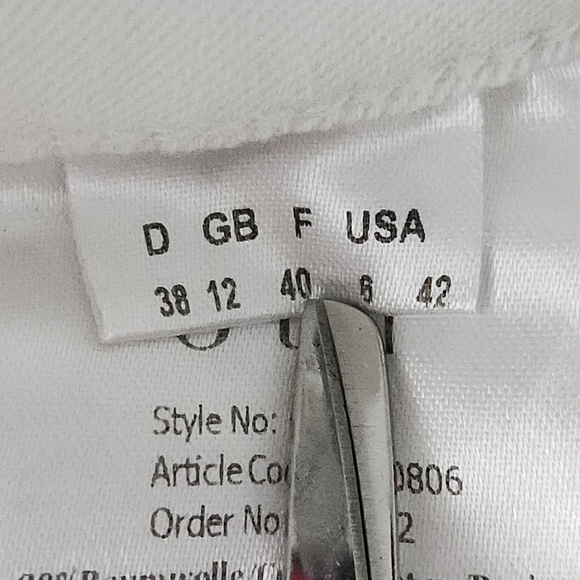 D GB F USA
38 12 40 6 42
Style No:
Article Co 0806
Order No 2